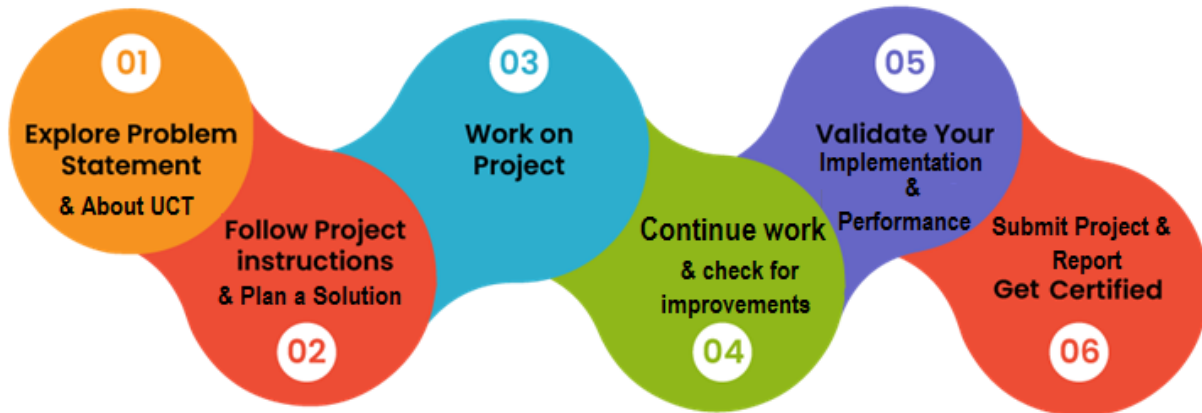 01
Explore Problem
Statement
& About UCT
Follow Project
instructions
& Plan a Solution
02
03
Work on
Project
Continue work
& check for
improvements
04
05
Validate Your
Implementation
&
Performance
Submit Project &
Report
Get Certified
06